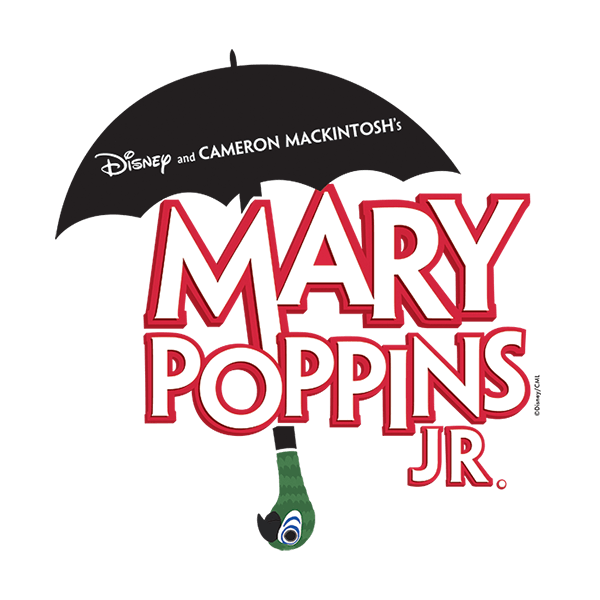 Disney and CAMERON MACKINTOSH's
MARY
POPPINS
JR.
©Disney/CML